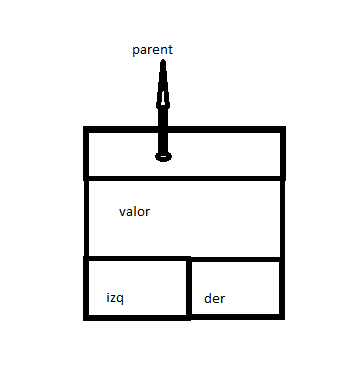 parent
valor
izq
der